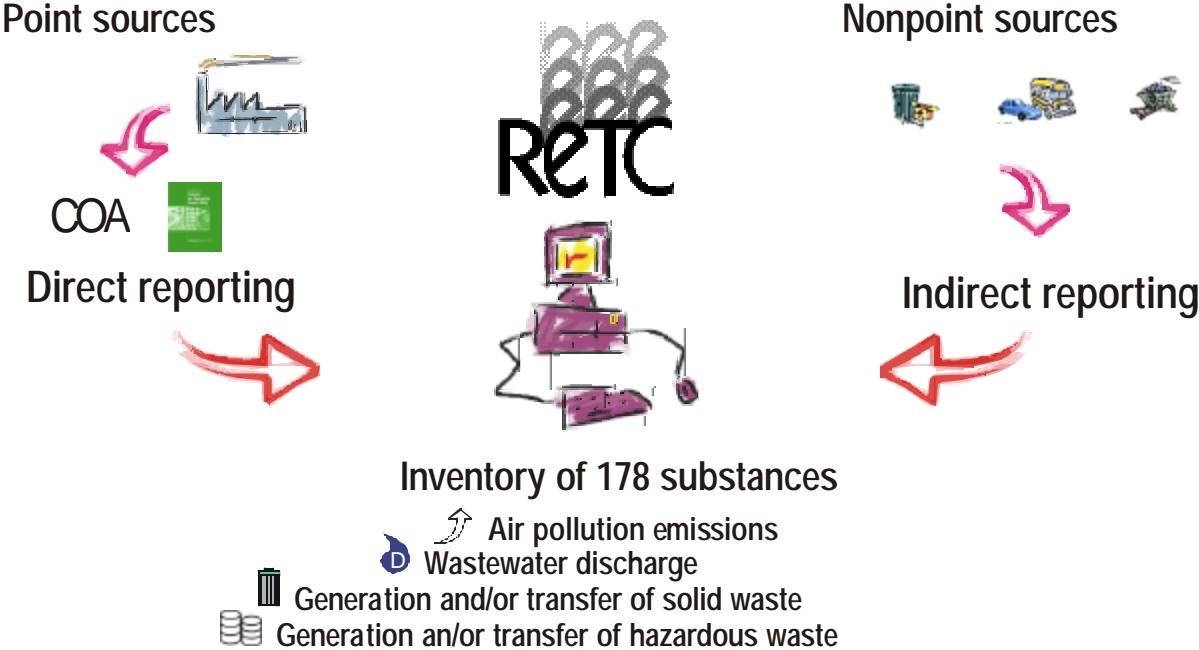 Point sources
Nonpoint sources
ReTC
COA
Direct reporting
Indirect reporting
Inventory of 178 substances
Air pollution emissions
D
Wastewater discharge
Generation and/or transfer of solid waste
Generation an/or transfer of hazardous waste